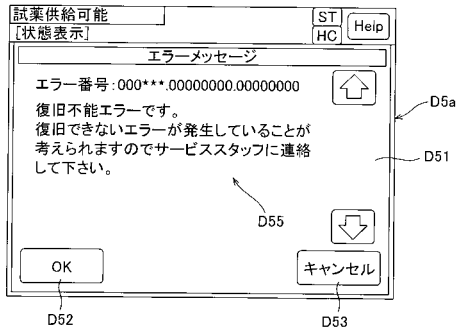 試薬供給可能
ST
Help
[状態表示]
HC
エラーメッセージ
エラー番号:000***.00000000.00000000
復旧不能エラーです。
復旧できないエラーが発生していることが
考えられますのでサービススタッフに連絡
して下さい。
D5a
D51
D55
OK
キャンセル
D52
D53